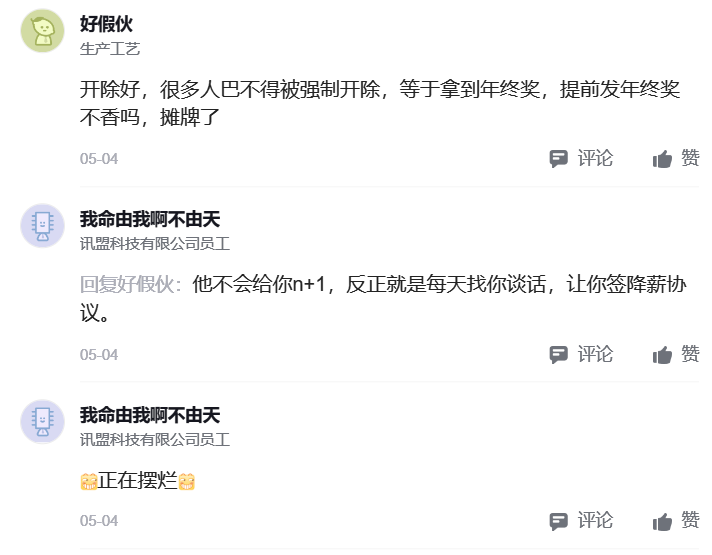 好假伙
生产工艺
开除好，很多人巴不得被强制开除，等于拿到年终奖，提前发年终奖
不香吗，摊牌了
05-04
评论
赞
我命由我啊不由天
讯盟科技有限公司员工
回复好假伙：他不会给你n+1，反正就是每天找你谈话，让你签降薪协
议。
05-04
评论
赞
我命由我啊不由天
讯盟科技有限公司员工
正在摆烂
05-04
评论
赞